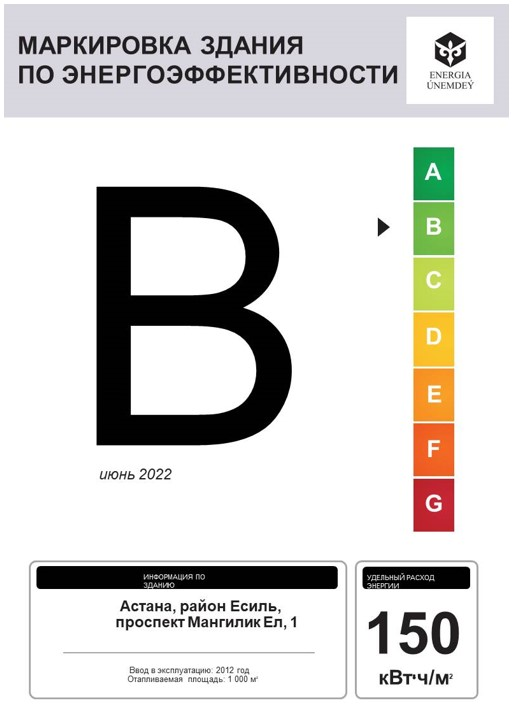 МАРКИРОВКА ЗДАНИЯ
ПО ЭНЕРГОЭФФЕКТИВНОСТИ
ENERGIA
ÚNEMDEÝ
A
B
C
D
E
F
G
B
июнь 2022
ИНФОРМАЦИЯ ПО
ЗДАНИЮ
Астана, район Есиль,
проспект Мангилик Ел, 1
Ввод в эксплуатацию: 2012 год
Отапливаемая площадь: 1 000 м²
УДЕЛЬНЫЙ РАСХОД
ЭНЕРГИИ
150
кВт*ч/м²